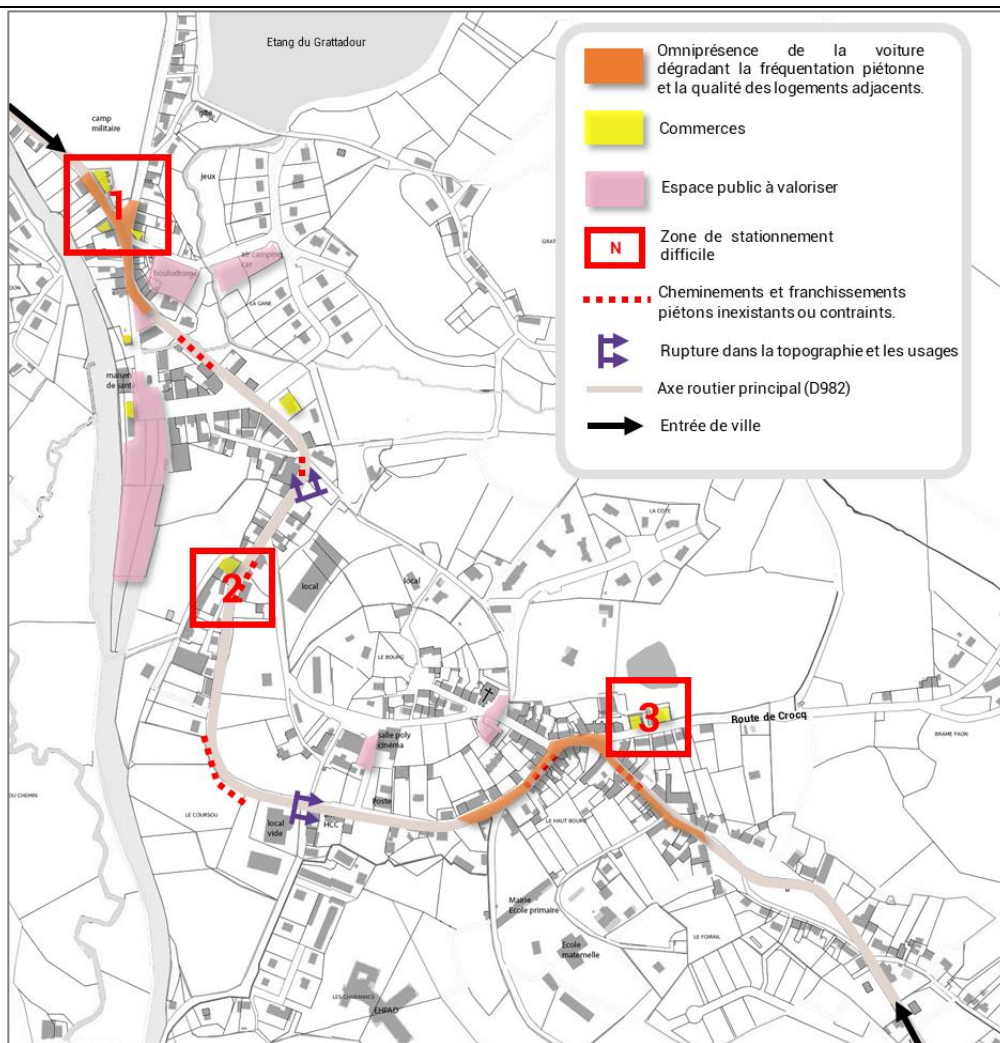 Etang du Grattadour
Omniprésence de la voiture
dégradant la fréquentation piétonne
et la qualité des logements adjacents.
Commerces
Espace public à valoriser
N
Zone de stationnement
difficile
Cheminements et franchissements
piétons inexistants ou contraints.
Rupture dans la topographie et les usages
Axe routier principal (D982)
Entrée de ville
camp
militaire
gîte
jeux
1
boulodrome
air camping
car
LA GANE
maison
de santé
2
local
local
LA COTE
LE BOURG
3
Route de Crocq
BRAME FAON
salle poly
cinéma
DU CHEMIN
LE COURSOU
Poste
local
vide
HCC
LE HAUT BOURG
Mairie
Ecole primaire
Ecole
maternelle
LE FOIRAIL
LES CHABANNES
EHPAD